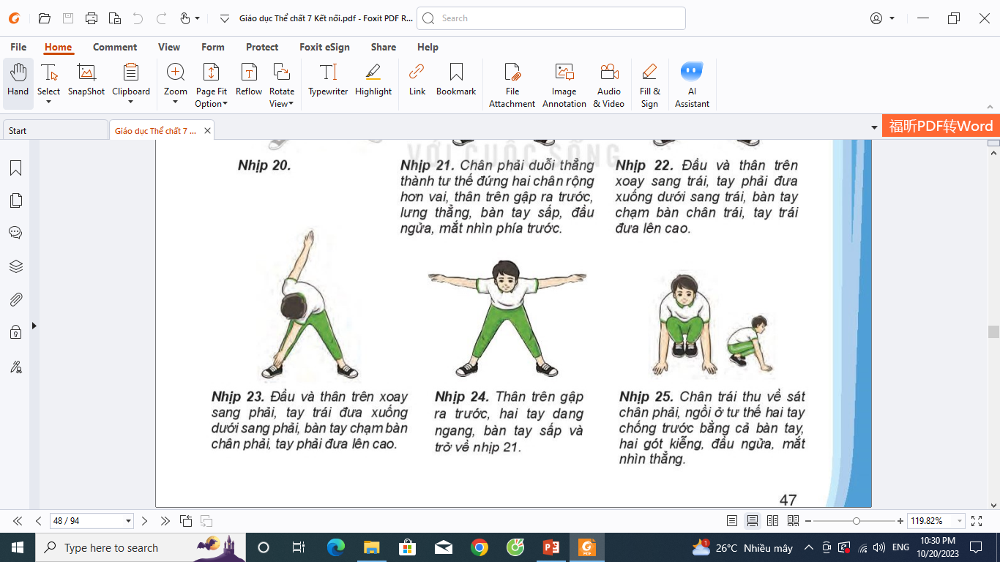 Giáo dục Thể chất 7 Kết nối.pdf - Foxit PDF R...
Search
File
Home
Comment
View
Form
Protect
Foxit eSign
Share
Help
Hand
Select
SnapShot
Clipboard
Zoom
Page Fit
Option
Reflow
Rotate
View
Typewriter
Highlight
Link
Bookmark
File
Attachment
Image
Annotation
Audio
& Video
Fill &
Sign
AI
Assistant
Start
Giáo dục Thể chất 7 ...
福昕PDF转Word
VỚI CUỘC SỐNG
Nhịp 20.
Nhịp 21. Chân phải duỗi thẳng
thành tư thế đứng hai chân rộng
hơn vai, thân trên gập ra trước,
lưng thẳng, bàn tay sấp, đầu
ngửa, mắt nhìn phía trước.
Nhịp 22. Đầu và thân trên
xoay sang trái, tay phải đưa
xuống dưới sang trái, bàn tay
chạm bàn chân trái, tay trái
đưa lên cao.
Nhịp 23. Đầu và thân trên xoay
sang phải, tay trái đưa xuống
dưới sang phải, bàn tay chạm bàn
chân phải, tay phải đưa lên cao.
Nhịp 24. Thân trên gập
ra trước, hai tay dang
ngang, bàn tay sấp và
trở về nhịp 21.
Nhịp 25. Chân trái thu về sát
chân phải, ngồi ở tư thế hai tay
chống trước bằng cả bàn tay,
hai gót kiễng, đầu ngửa, mắt
nhìn thẳng.
47
48 / 94
119.82%
Type here to search
26°C Nhiều mây
ENG
10:30 PM
10/20/2023